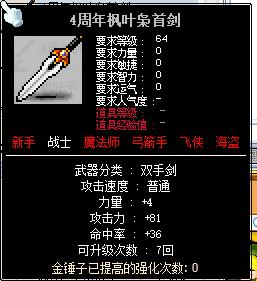 4周年枫叶枭首剑
要求等级 : 64
要求力量 : 0
要求敏捷 : 0
要求智力 : 0
要求运气 : 0
要求人气度 : -
道具等级 : -
道具经验值 : -
新手 战士 魔法师 弓箭手 飞侠 海盗
武器分类 : 双手剑
攻击速度 : 普通
力量 : +4
攻击力 : +81
命中率 : +36
可升级次数 : 7回
金锤子已提高的强化次数: 0